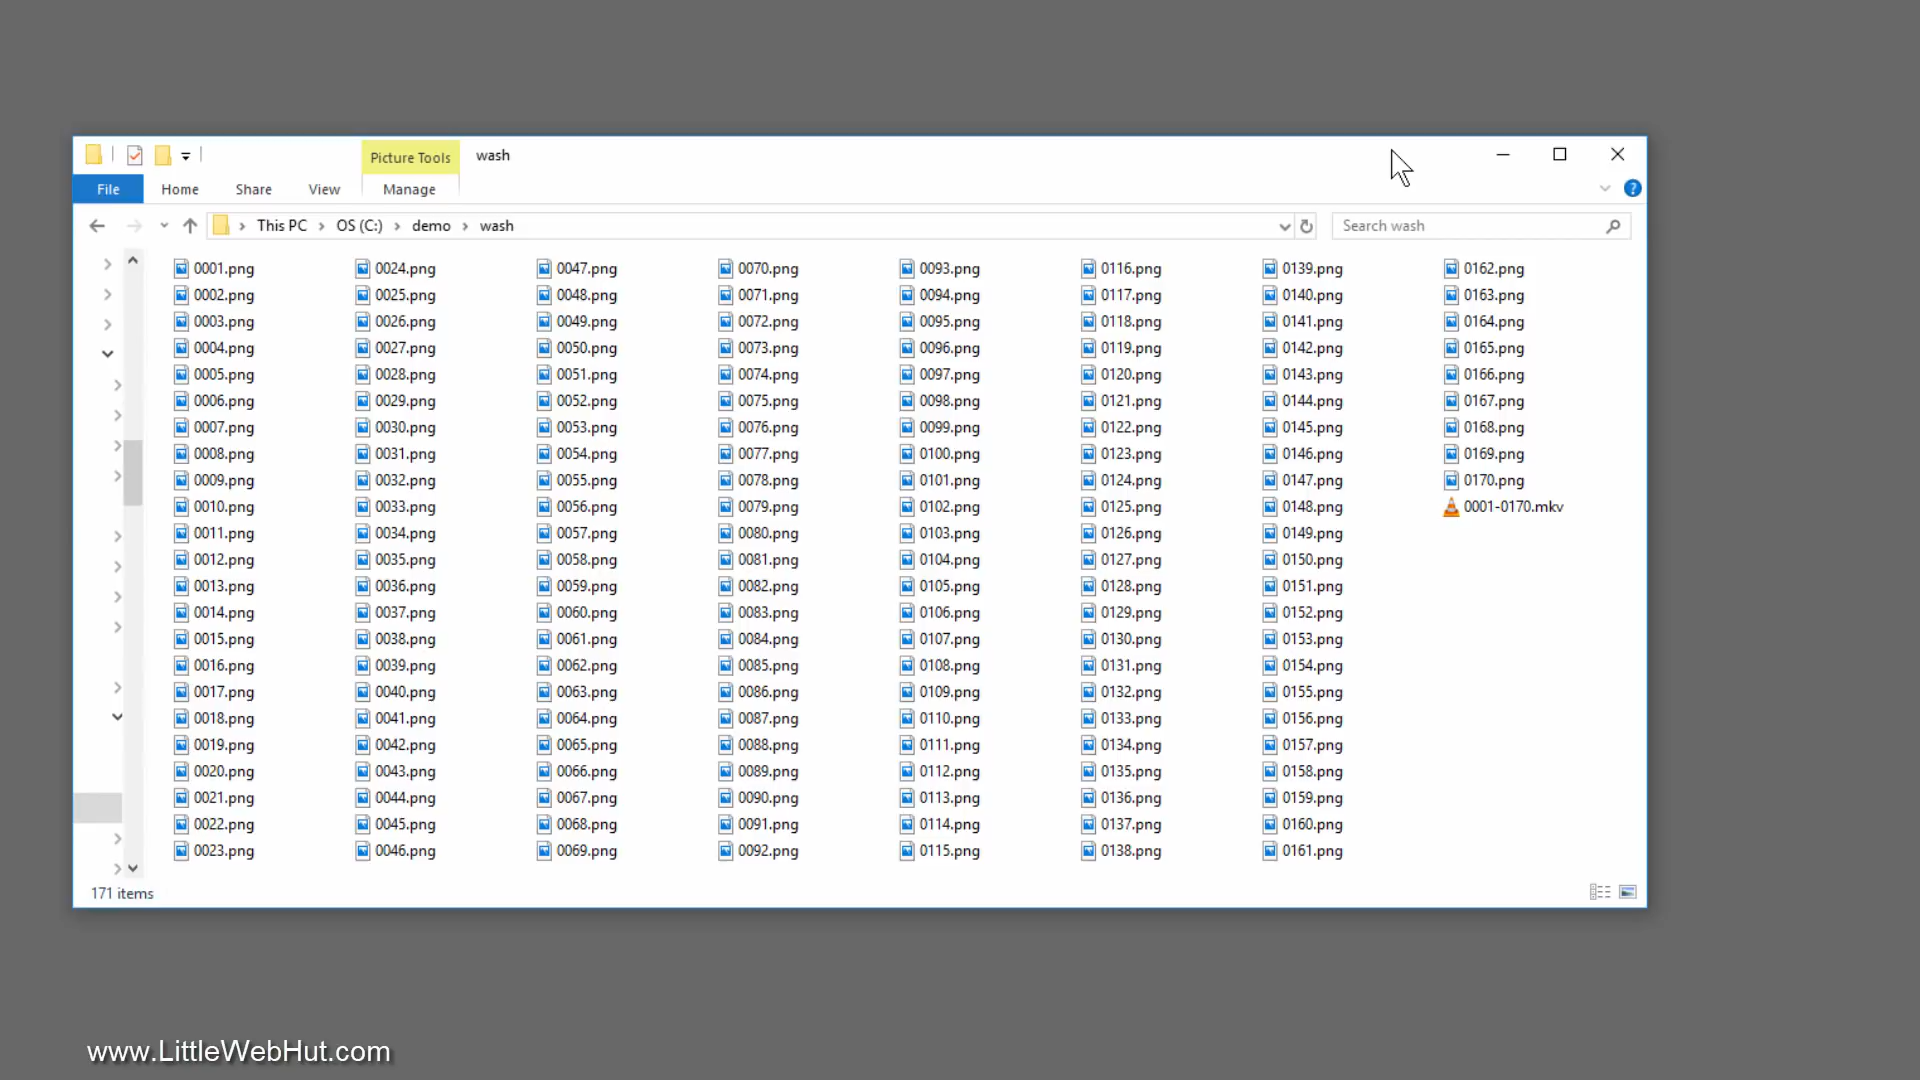 Picture Tools wash
File Home Share View Manage
This PC OS (C:) demo wash Search wash
0001.png 0024.png 0047.png 0070.png 0093.png 0116.png 0139.png 0162.png
0002.png 0025.png 0048.png 0071.png 0094.png 0117.png 0140.png 0163.png
0003.png 0026.png 0049.png 0072.png 0095.png 0118.png 0141.png 0164.png
0004.png 0027.png 0050.png 0073.png 0096.png 0119.png 0142.png 0165.png
0005.png 0028.png 0051.png 0074.png 0097.png 0120.png 0143.png 0166.png
0006.png 0029.png 0052.png 0075.png 0098.png 0121.png 0144.png 0167.png
0007.png 0030.png 0053.png 0076.png 0099.png 0122.png 0145.png 0168.png
0008.png 0031.png 0054.png 0077.png 0100.png 0123.png 0146.png 0169.png
0009.png 0032.png 0055.png 0078.png 0101.png 0124.png 0147.png 0170.png
0010.png 0033.png 0056.png 0079.png 0102.png 0125.png 0148.png 0001-0170.mkv
0011.png 0034.png 0057.png 0080.png 0103.png 0126.png 0149.png
0012.png 0035.png 0058.png 0081.png 0104.png 0127.png 0150.png
0013.png 0036.png 0059.png 0082.png 0105.png 0128.png 0151.png
0014.png 0037.png 0060.png 0083.png 0106.png 0129.png 0152.png
0015.png 0038.png 0061.png 0084.png 0107.png 0130.png 0153.png
0016.png 0039.png 0062.png 0085.png 0108.png 0131.png 0154.png
0017.png 0040.png 0063.png 0086.png 0109.png 0132.png 0155.png
0018.png 0041.png 0064.png 0087.png 0110.png 0133.png 0156.png
0019.png 0042.png 0065.png 0088.png 0111.png 0134.png 0157.png
0020.png 0043.png 0066.png 0089.png 0112.png 0135.png 0158.png
0021.png 0044.png 0067.png 0090.png 0113.png 0136.png 0159.png
0022.png 0045.png 0068.png 0091.png 0114.png 0137.png 0160.png
0023.png 0046.png 0069.png 0092.png 0115.png 0138.png 0161.png
171 items
www.LittleWebHut.com